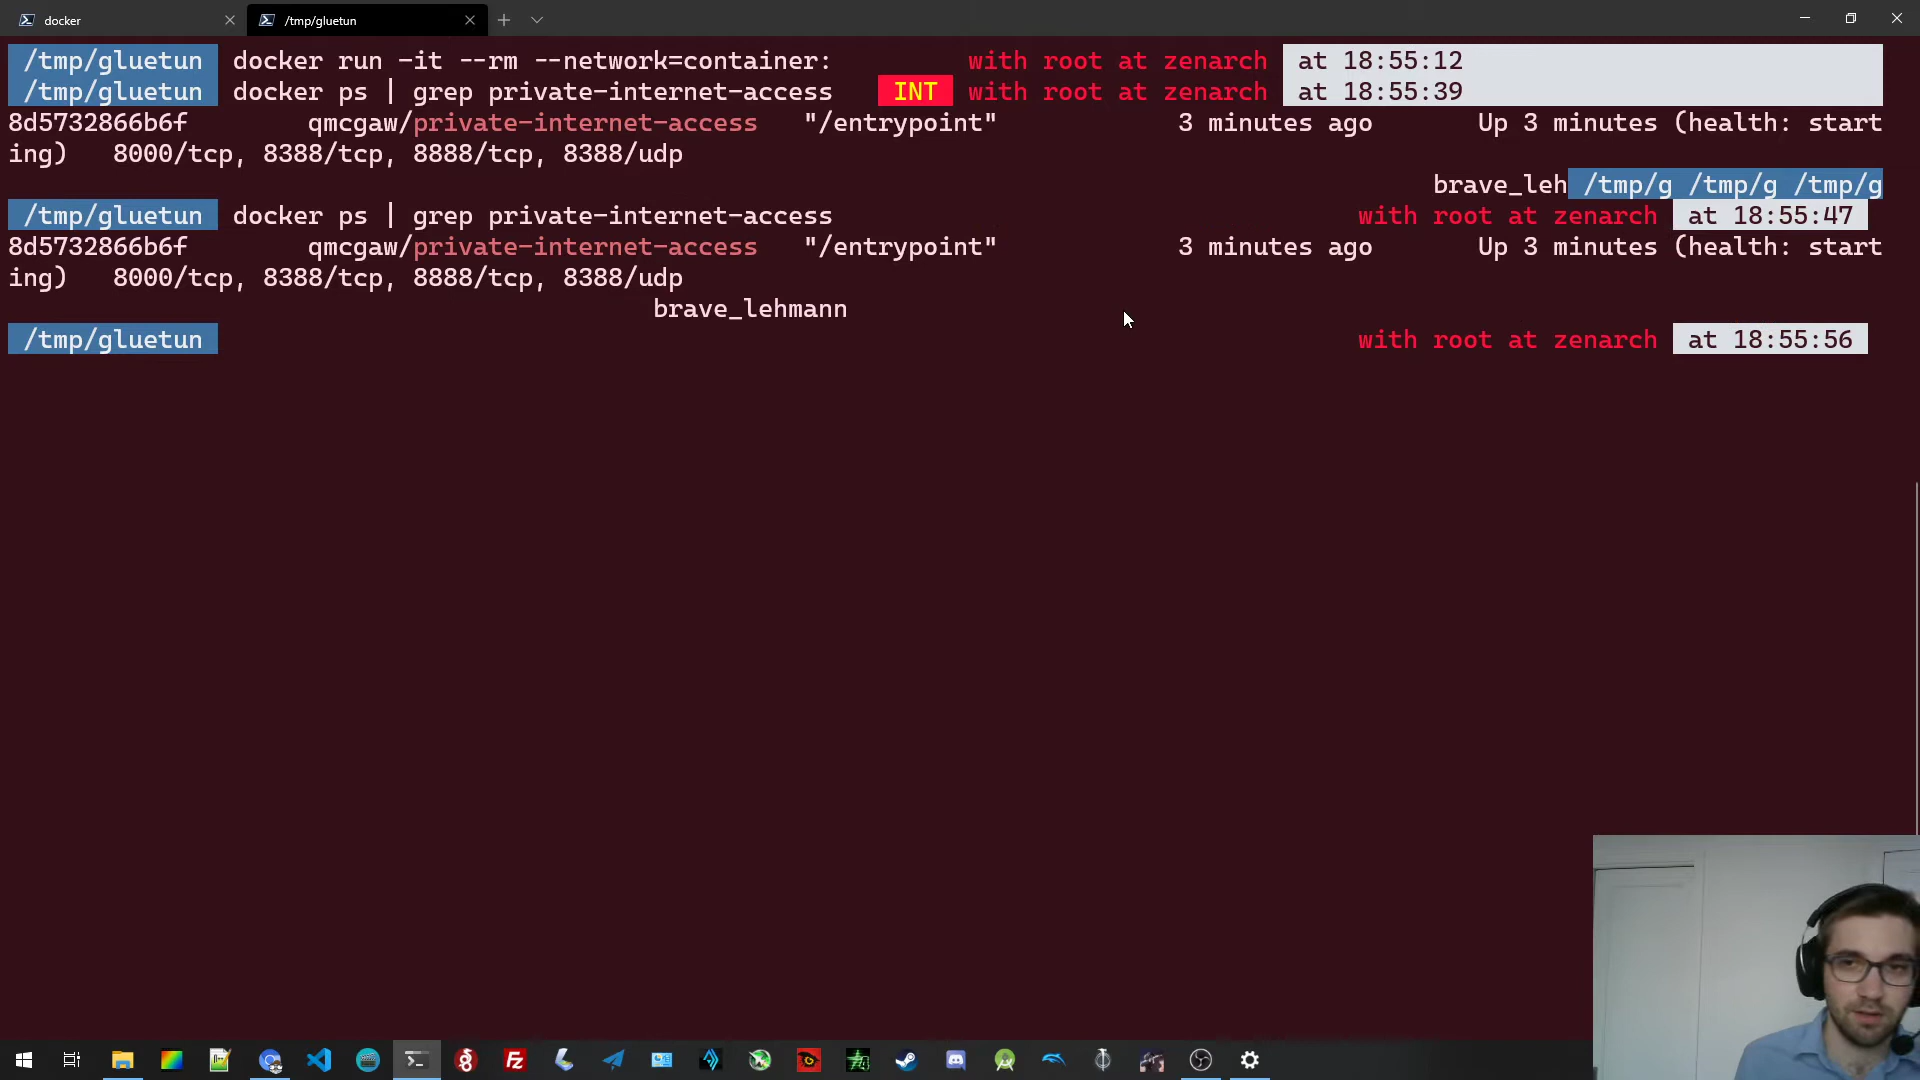 docker
/tmp/gluetun
/tmp/gluetun docker run -it --rm --network=container: with root at zenarch at 18:55:12
/tmp/gluetun docker ps | grep private-internet-access INT with root at zenarch at 18:55:39
8d5732866b6f qmcgaw/private-internet-access "/entrypoint" 3 minutes ago Up 3 minutes (health: start
ing) 8000/tcp, 8388/tcp, 8888/tcp, 8388/udp
brave_leh /tmp/g /tmp/g /tmp/g
/tmp/gluetun docker ps | grep private-internet-access with root at zenarch at 18:55:47
8d5732866b6f qmcgaw/private-internet-access "/entrypoint" 3 minutes ago Up 3 minutes (health: start
ing) 8000/tcp, 8388/tcp, 8888/tcp, 8388/udp
brave_lehmann
/tmp/gluetun with root at zenarch at 18:55:56